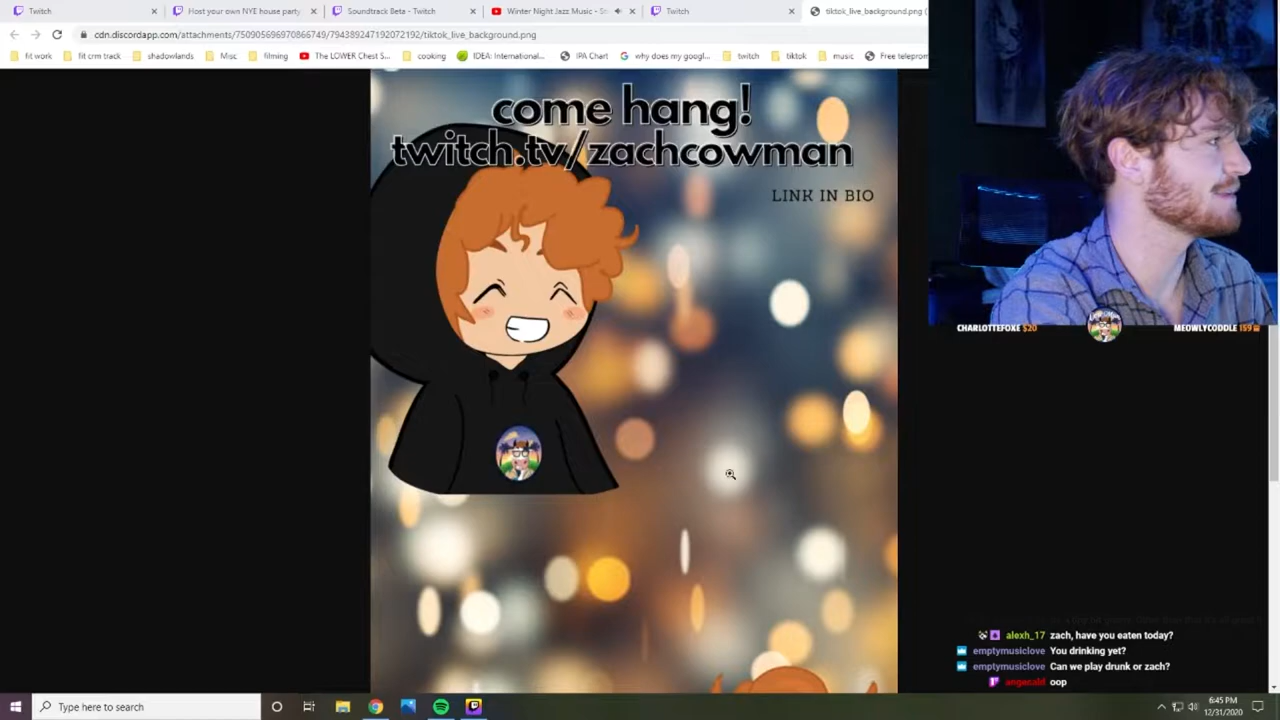 Twitch
Host your own NYE house party
Soundtrack Beta - Twitch
Winter Night Jazz Music - St
Twitch
tiktok_live_background.png (
cdn.discordapp.com/attachments/750905696970866749/794389247192072192/tiktok_live_background.png
fit work
fit crm track
shadowlands
Misc
filming
The LOWER Chest S...
cooking
IDEA: International...
IPA Chart
why does my googl...
twitch
tiktok
music
Free telepromp
come hang!
twitch.tv/zachcowman
LINK IN BIO
CHARLOTTEFOXE $20
MEOWLYCODDLE 159
alexh_17 zach, have you eaten today?
emptymusiclove You drinking yet?
emptymusiclove Can we play drunk or zach?
angecald oop
Type here to search
6:45 PM
12/31/2020